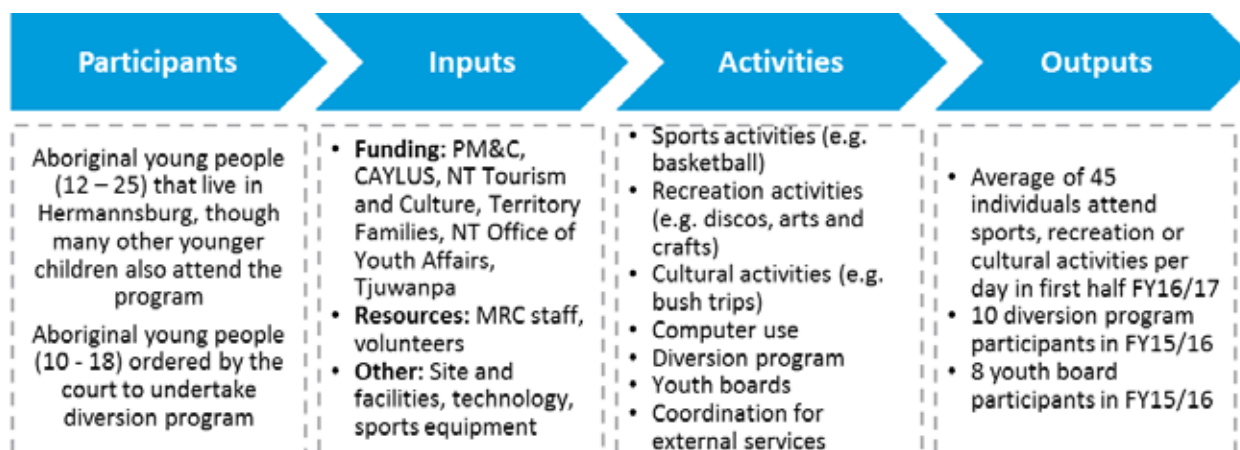 Participants
Inputs
Activities
Outputs
Aboriginal young people
(12 – 25) that live in
Hermannsburg, though
many other younger
children also attend the
program
Aboriginal young people
(10 - 18) ordered by the
court to undertake
diversion program
• Funding: PM&C,
CAYLUS, NT Tourism
and Culture, Territory
Families, NT Office of
Youth Affairs,
Tjuwanpa
• Resources: MRC staff,
volunteers
• Other: Site and
facilities, technology,
sports equipment
• Sports activities (e.g.
basketball)
• Recreation activities
(e.g. discos, arts and
crafts)
• Cultural activities (e.g.
bush trips)
• Computer use
• Diversion program
• Youth boards
• Coordination for
external services
• Average of 45
individuals attend
sports, recreation or
cultural activities per
day in first half FY16/17
• 10 diversion program
participants in FY15/16
• 8 youth board
participants in FY15/16